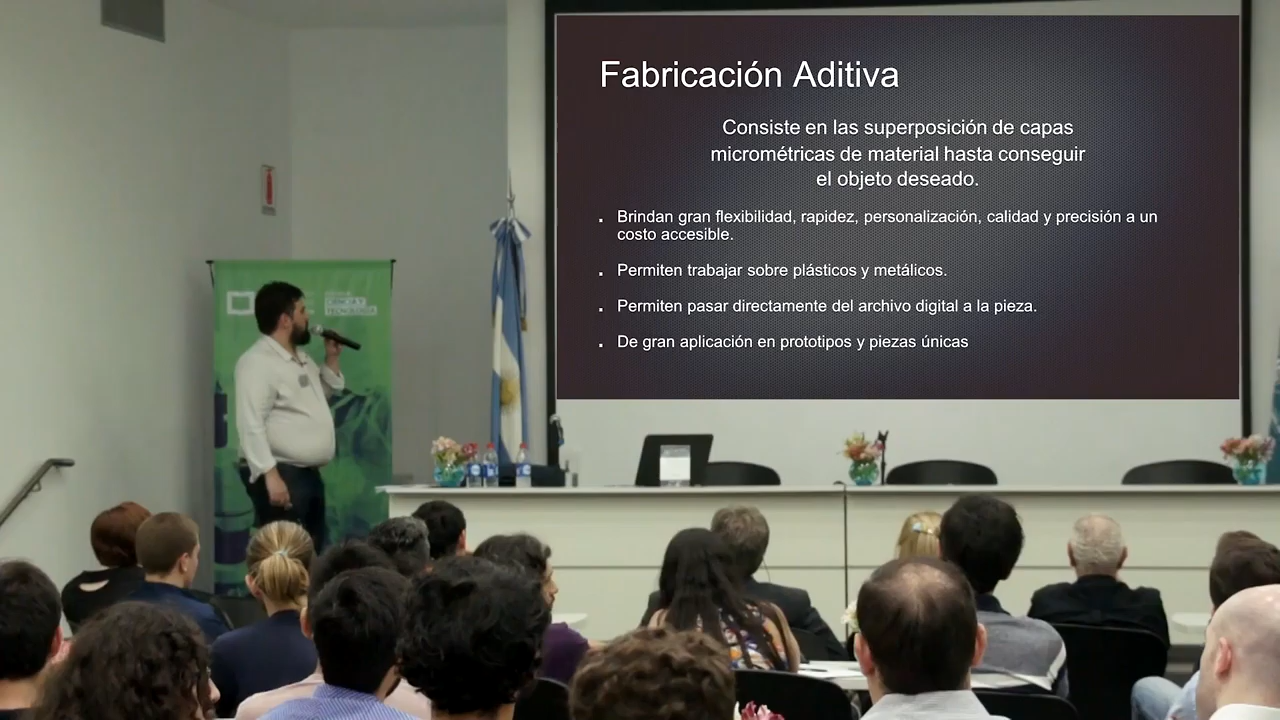 Fabricación Aditiva
Consiste en las superposición de capas
micrométricas de material hasta conseguir
el objeto deseado.
. Brindan gran flexibilidad, rapidez, personalización, calidad y precisión a un
costo accesible.
. Permiten trabajar sobre plásticos y metálicos.
. Permiten pasar directamente del archivo digital a la pieza.
. De gran aplicación en prototipos y piezas únicas
CIENCIA Y
TECNOLOGÍA